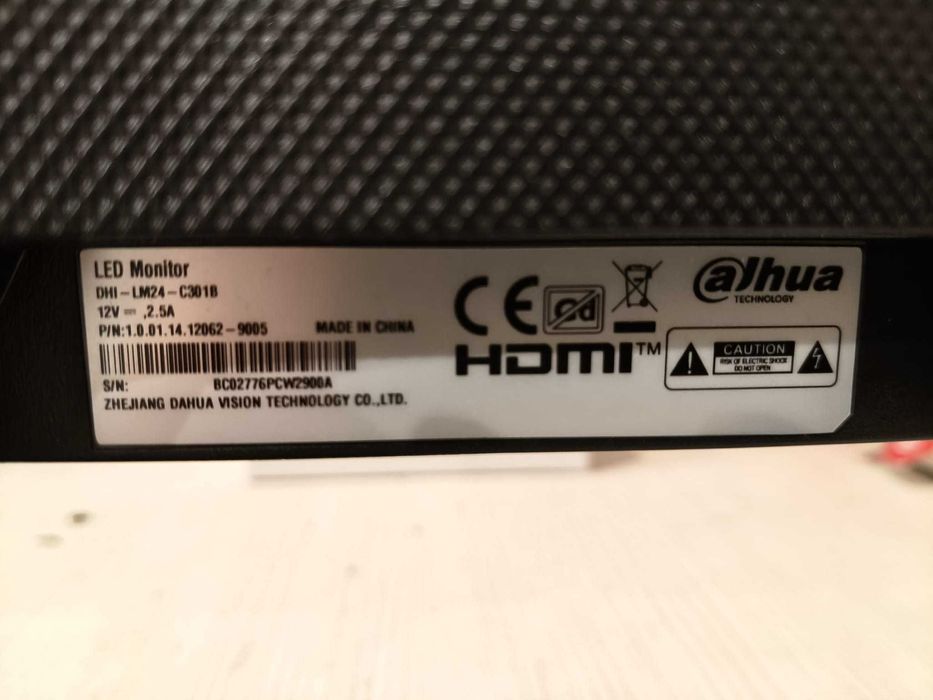 LED Monitor
DHI-LM24-C301B
12V ⎓ ,2.5A
P/N:1.0.01.14.12062-9005 MADE IN CHINA
S/N: BC02776PCW2900A
ZHEJIANG DAHUA VISION TECHNOLOGY CO.,LTD.
CE
Cd
HDMI™
alhua
TECHNOLOGY
CAUTION
RISK OF ELECTRIC SHOCK
DO NOT OPEN